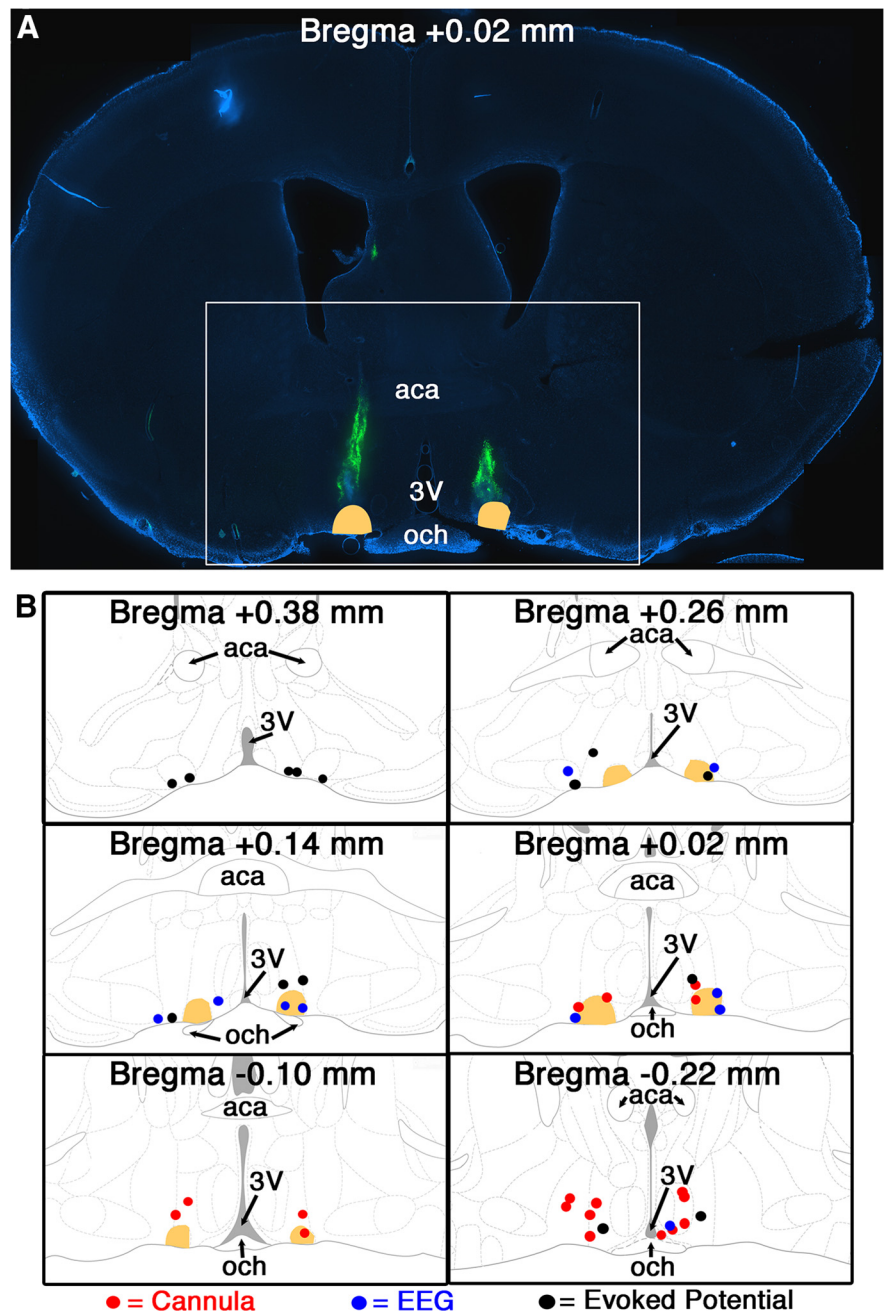 A
Bregma +0.02 mm
aca
3V
och
B
Bregma +0.38 mm
aca
3V
Bregma +0.26 mm
aca
3V
Bregma +0.14 mm
aca
3V
och
Bregma +0.02 mm
aca
3V
och
Bregma -0.10 mm
aca
3V
och
Bregma -0.22 mm
aca
3V
och
= Cannula = EEG = Evoked Potential